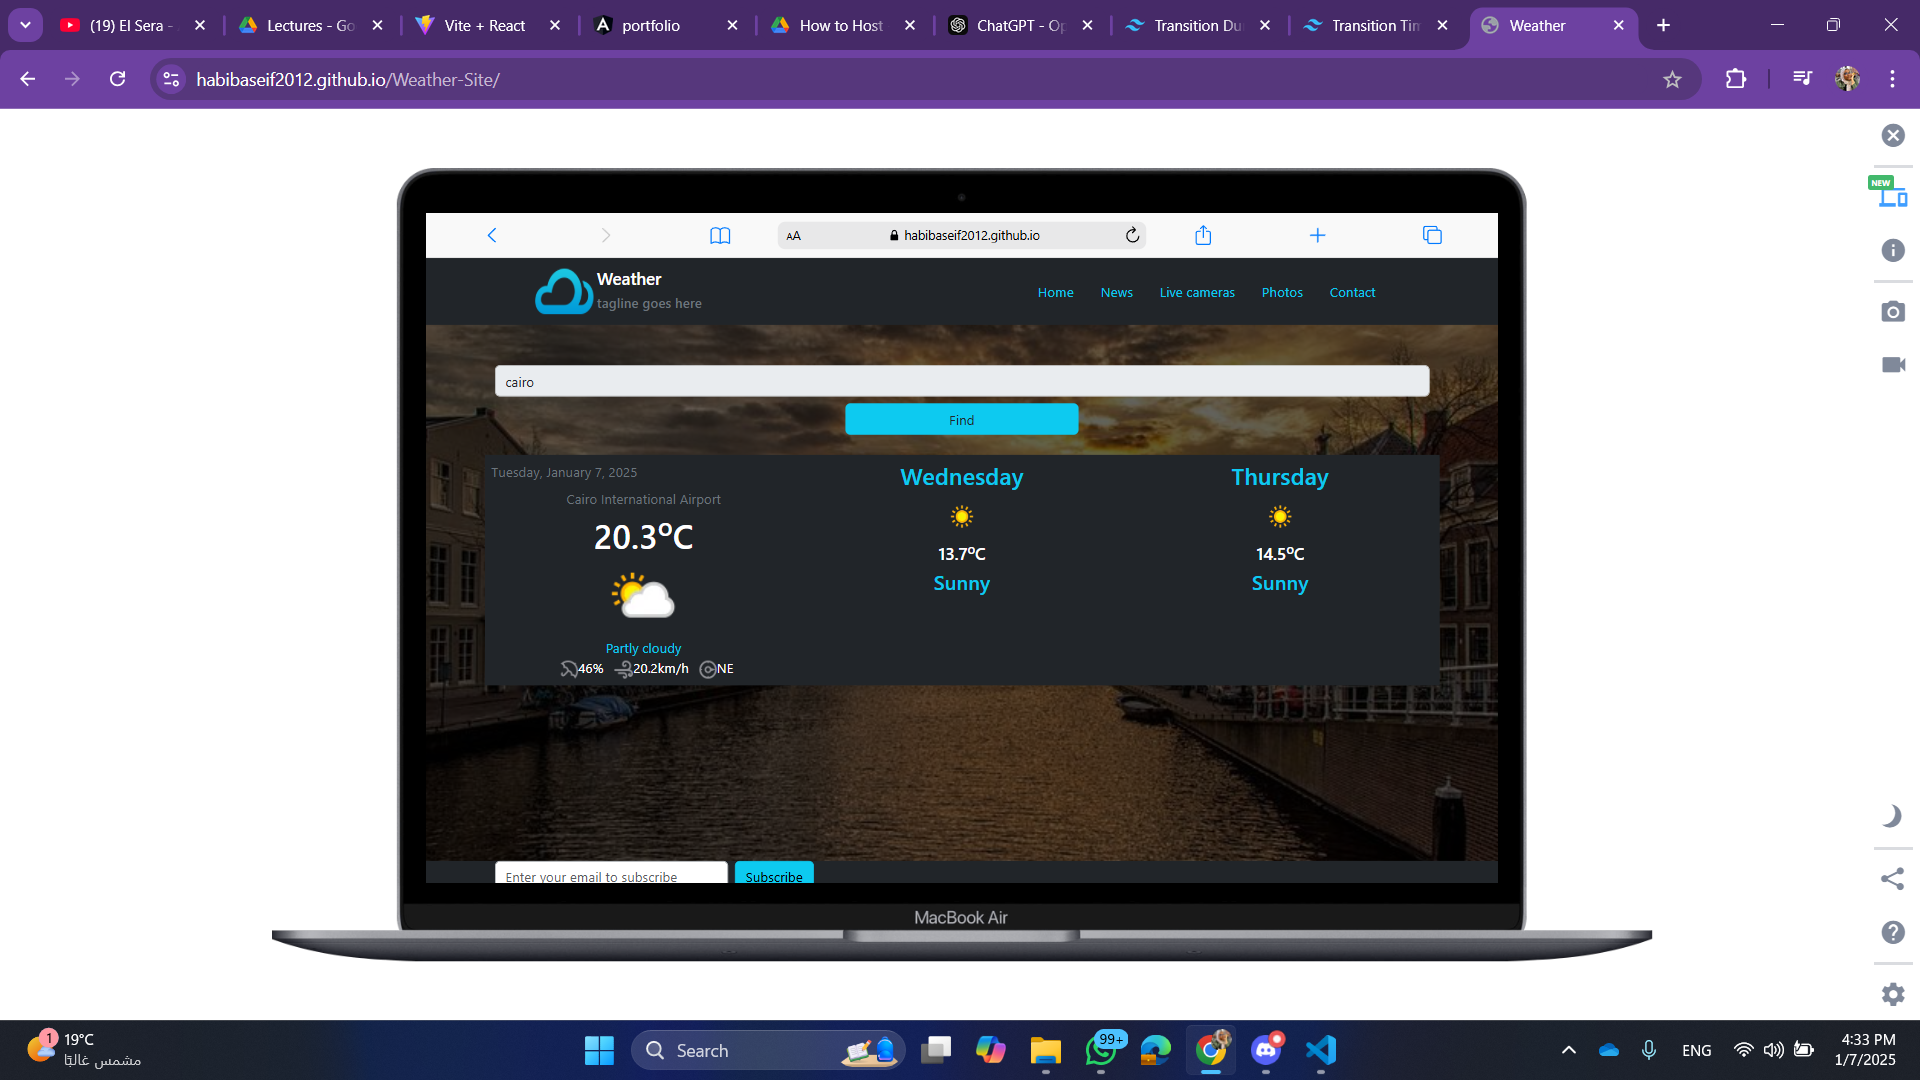 (19) El Sera -
Lectures - Go
Vite + React
portfolio
How to Host
ChatGPT - Op
Transition Du
Transition Tim
Weather
habibaseif2012.github.io/Weather-Site/
NEW
AA
habibaseif2012.github.io
Weather
tagline goes here
Home
News
Live cameras
Photos
Contact
cairo
Find
Tuesday, January 7, 2025
Cairo International Airport
20.3°C
Partly cloudy
46%
20.2km/h
NE
Wednesday
13.7°C
Sunny
Thursday
14.5°C
Sunny
Enter your email to subscribe
Subscribe
MacBook Air
1
19°C
مشمس غالبًا
Search
99+
ENG
4:33 PM
1/7/2025